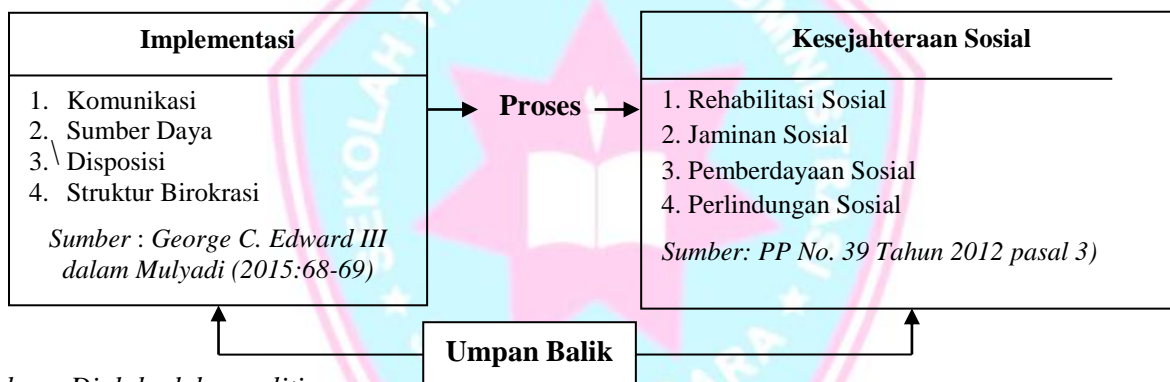 Implementasi
1. Komunikasi
2. Sumber Daya
3.\ Disposisi
4. Struktur Birokrasi
Sumber : George C. Edward III
dalam Mulyadi (2015:68-69)
Proses
Kesejahteraan Sosial
1. Rehabilitasi Sosial
2. Jaminan Sosial
3. Pemberdayaan Sosial
4. Perlindungan Sosial
Sumber: PP No. 39 Tahun 2012 pasal 3)
Umpan Balik
SEKOLAH